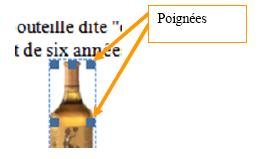 outeille dite "
t de six année
Poignées